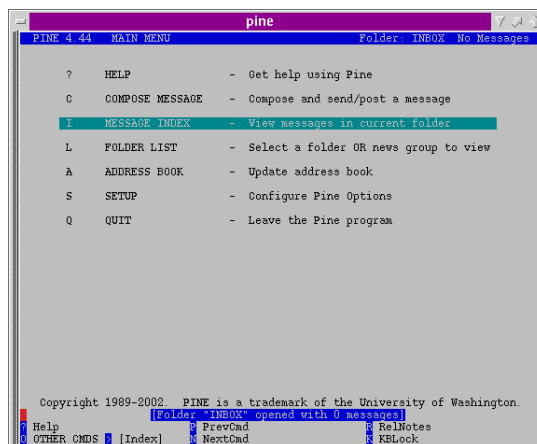 pine
PINE 4.44 MAIN MENU Folder: INBOX No Messages
? HELP - Get help using Pine
C COMPOSE MESSAGE - Compose and send/post a message
I MESSAGE INDEX - View messages in current folder
L FOLDER LIST - Select a folder OR news group to view
A ADDRESS BOOK - Update address book
S SETUP - Configure Pine Options
Q QUIT - Leave the Pine program
Copyright 1989-2002. PINE is a trademark of the University of Washington.
[Folder "INBOX" opened with 0 messages]
? Help P PrevCmd R RelNotes
O OTHER CMDS > [Index] N NextCmd K KBLock